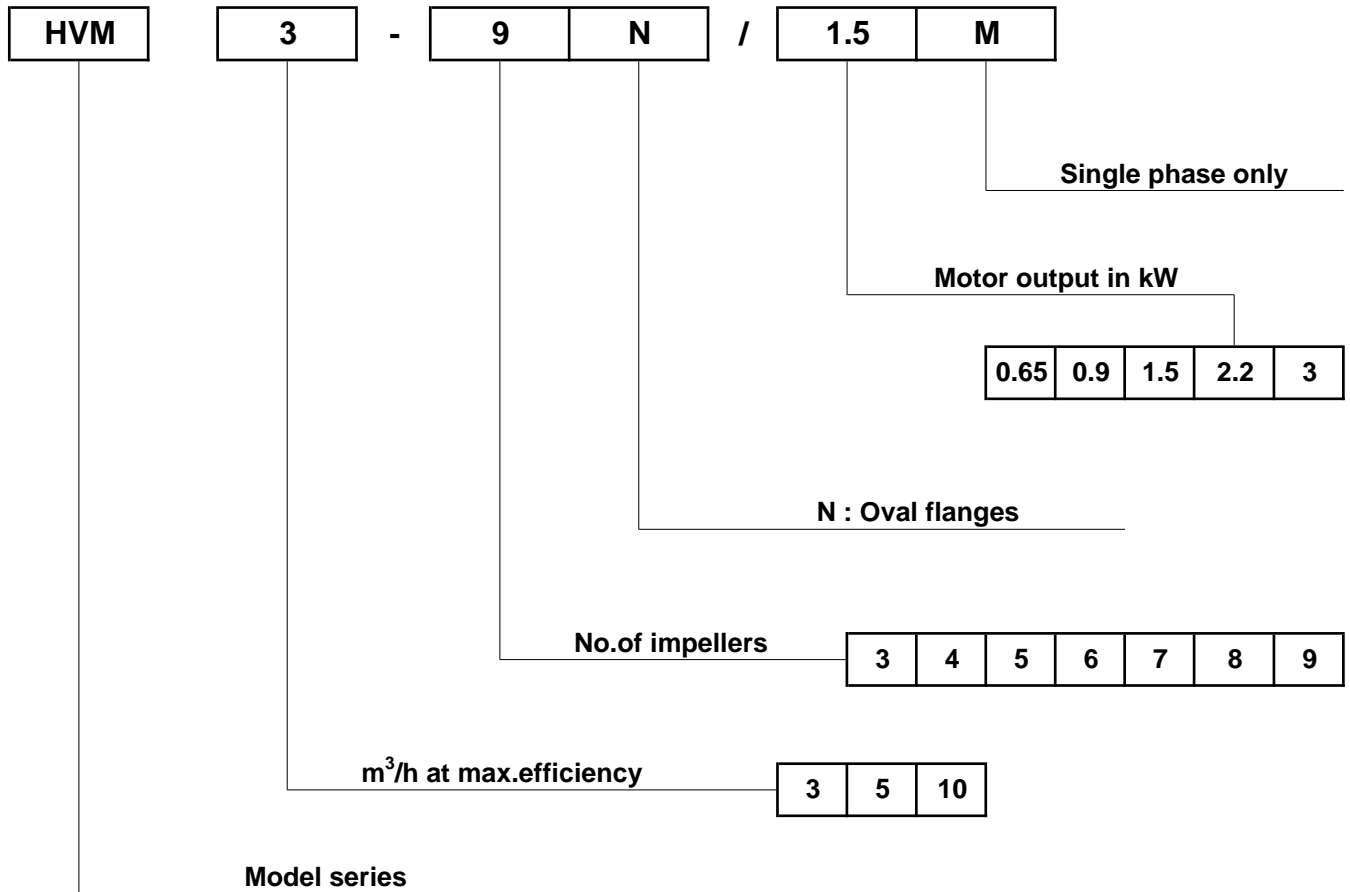 HVM 3 - 9 N / 1.5 M
Single phase only
Motor output in kW
0.65 0.9 1.5 2.2 3
N : Oval flanges
No.of impellers 3 4 5 6 7 8 9
m³/h at max.efficiency 3 5 10
Model series